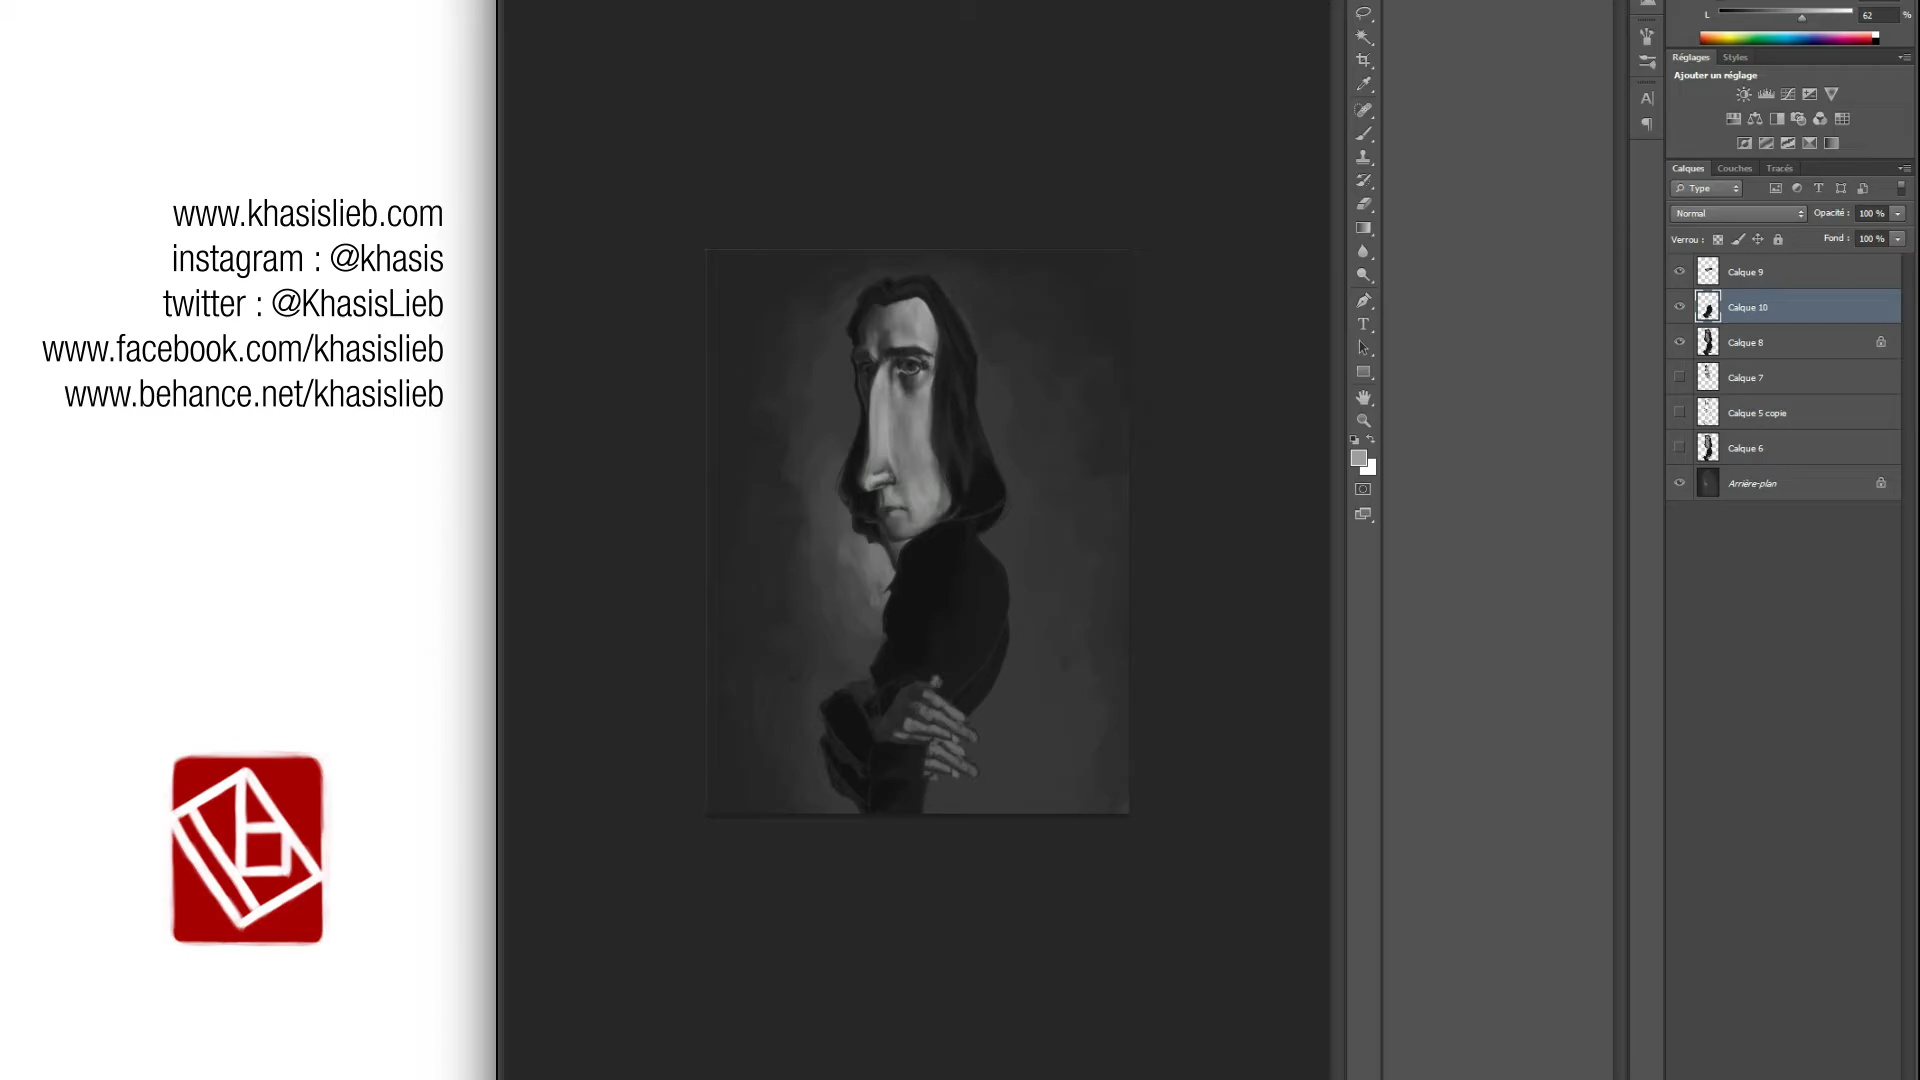 www.khasislieb.com
instagram : @khasis
twitter : @KhasisLieb
www.facebook.com/khasislieb
www.behance.net/khasislieb
L 62 %
Réglages Styles
Ajouter un réglage
Calques Couches Tracés
Type
Normal Opacité : 100 %
Verrou : Fond : 100 %
Calque 9
Calque 10
Calque 8
Calque 7
Calque 5 copie
Calque 6
Arrière-plan